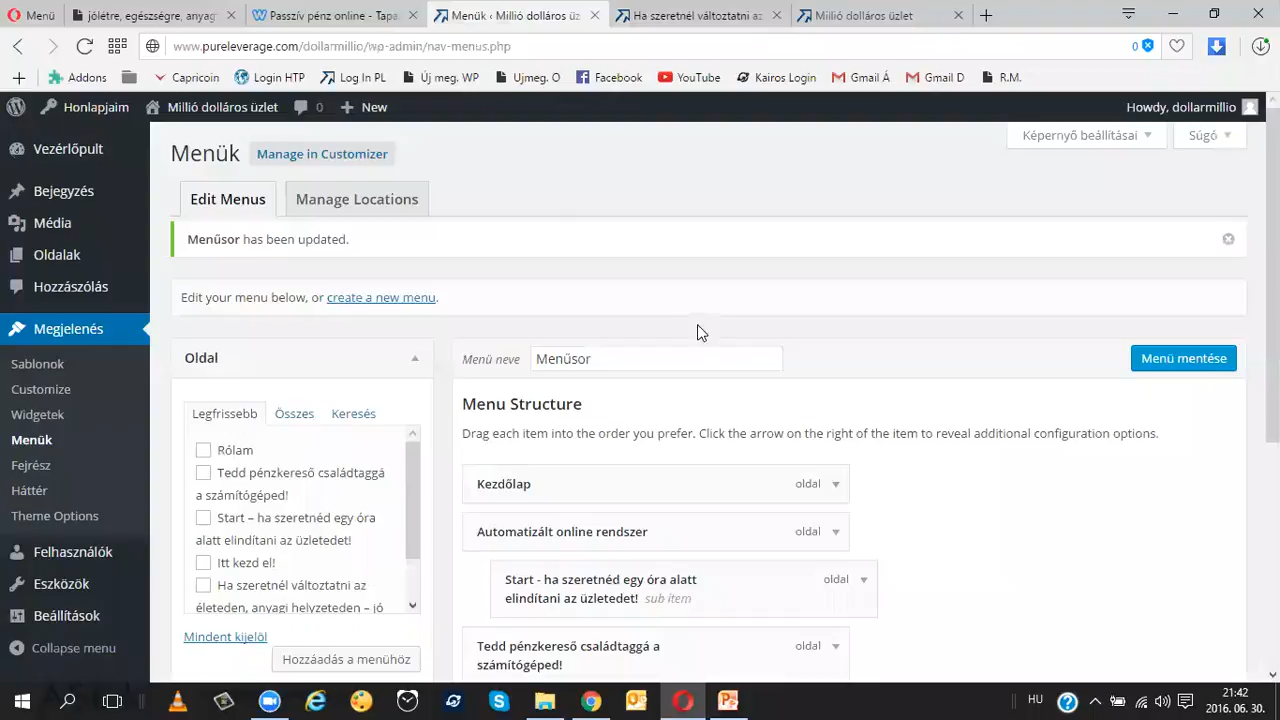 Menü
jólétre, egészségre, anyag
Passzív pénz online - Tapa
Menük ‹ Millió dolláros üz
Ha szeretnél változtatni az
Millió dolláros üzlet
www.pureleverage.com/dollarmillio/wp-admin/nav-menus.php
0
Addons
Capricoin
Login HTP
Log In PL
Új meg. WP
Ujmeg. O
Facebook
YouTube
Kairos Login
Gmail Á
Gmail D
R.M.
Honlapjaim
Millió dolláros üzlet
0
New
Howdy, dollarmillio
Vezérlőpult
Bejegyzés
Média
Oldalak
Hozzászólás
Megjelenés
Sablonok
Customize
Widgetek
Menük
Fejrész
Háttér
Theme Options
Felhasználók
Eszközök
Beállítások
Collapse menu
Képernyő beállításai
Súgó
Menük
Manage in Customizer
Edit Menus
Manage Locations
Menűsor has been updated.
Edit your menu below, or create a new menu.
Oldal
Legfrissebb
Összes
Keresés
Rólam
Tedd pénzkereső családtaggá
a számítógéped!
Start – ha szeretnéd egy óra
alatt elindítani az üzletedet!
Itt kezd el!
Ha szeretnél változtatni az
életeden, anyagi helyzeteden – jó
Mindent kijelöl
Hozzáadás a menühöz
Menü neve
Menűsor
Menü mentése
Menu Structure
Drag each item into the order you prefer. Click the arrow on the right of the item to reveal additional configuration options.
Kezdőlap
oldal
Automatizált online rendszer
oldal
Start - ha szeretnéd egy óra alatt
elindítani az üzletedet! sub item
oldal
Tedd pénzkereső családtaggá a
számítógéped!
oldal
HU
21:42
2016. 06. 30.